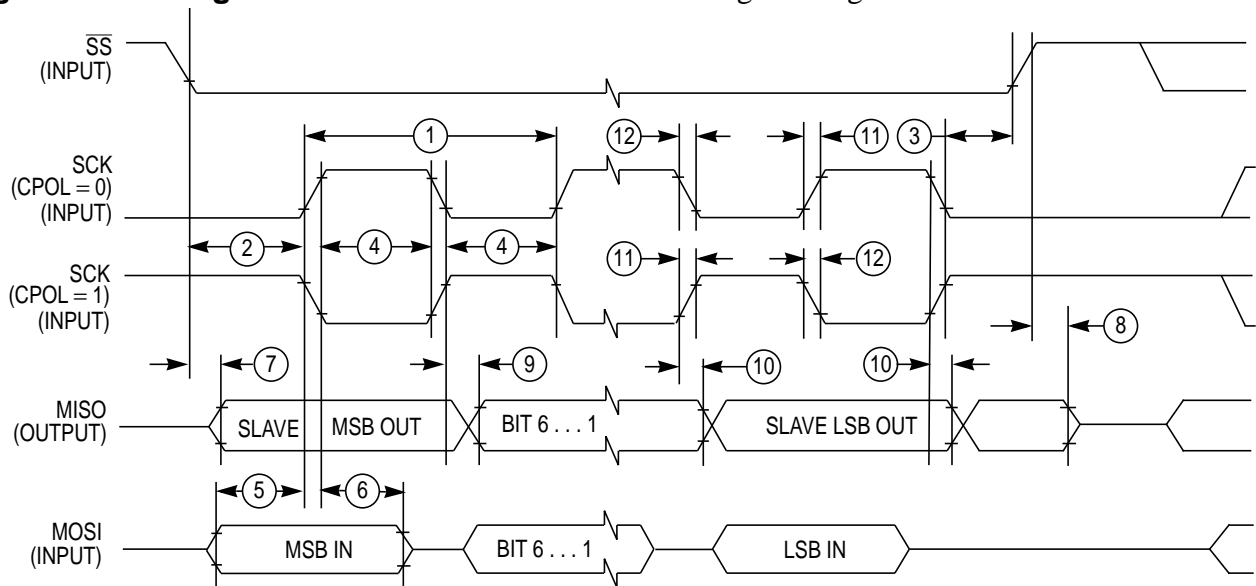 SS
(INPUT)
1
12
11
3
SCK
(CPOL = 0)
(INPUT)
2
4
4
11
12
SCK
(CPOL = 1)
(INPUT)
8
7
9
10
10
MISO
(OUTPUT)
SLAVE MSB OUT
BIT 6 . . . 1
SLAVE LSB OUT
5
6
MOSI
(INPUT)
MSB IN
BIT 6 . . . 1
LSB IN